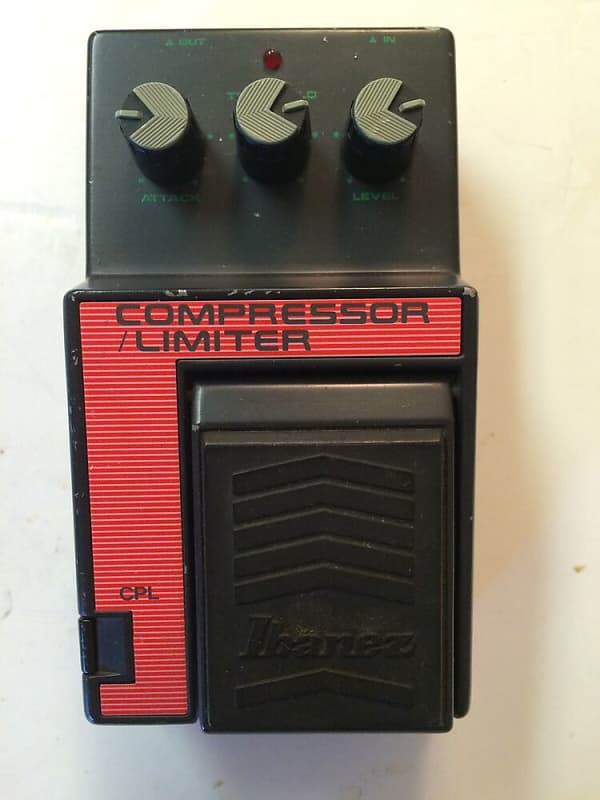 ▲ OUT
▲ IN
ATTACK
LEVEL
COMPRESSOR
/LIMITER
CPL
Ibanez